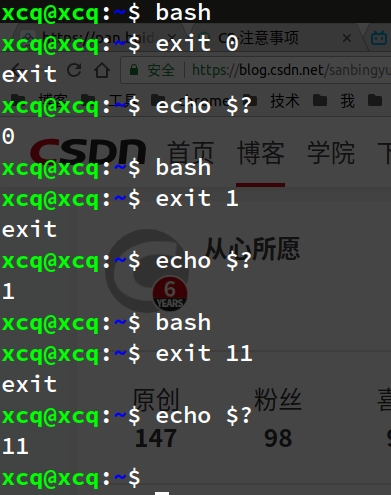 xcq@xcq:~$ bash
xcq@xcq:~$ exit 0
exit
xcq@xcq:~$ echo $?
0
xcq@xcq:~$ bash
xcq@xcq:~$ exit 1
exit
xcq@xcq:~$ echo $?
1
xcq@xcq:~$ bash
xcq@xcq:~$ exit 11
exit
xcq@xcq:~$ echo $?
11
xcq@xcq:~$
注意事项
安全 https://blog.csdn.net/sanbingyu
博客 工具 技术 我
CSDN 首页 博客 学院 下
从心所愿
6 YEARS
原创 粉丝
147 98